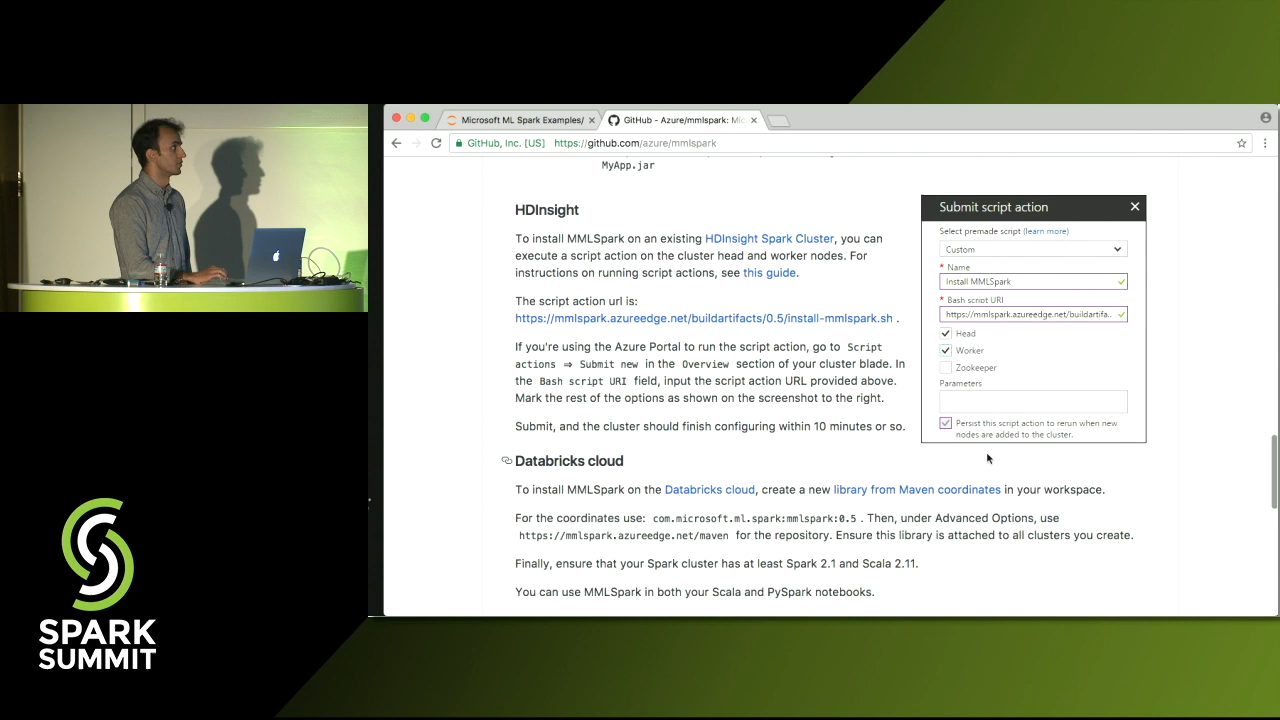 Microsoft ML Spark Examples/
GitHub - Azure/mmlspark: Mic
GitHub, Inc. [US]
https://github.com/azure/mmlspark
MyApp.jar
HDInsight
To install MMLSpark on an existing HDInsight Spark Cluster, you can
execute a script action on the cluster head and worker nodes. For
instructions on running script actions, see this guide.
The script action url is:
https://mmlspark.azureedge.net/buildartifacts/0.5/install-mmlspark.sh .
If you're using the Azure Portal to run the script action, go to Script
actions ⇒ Submit new in the Overview section of your cluster blade. In
the Bash script URI field, input the script action URL provided above.
Mark the rest of the options as shown on the screenshot to the right.
Submit, and the cluster should finish configuring within 10 minutes or so.
Submit script action
Select premade script (learn more)
Custom
* Name
Install MMLSpark
* Bash script URI
https://mmlspark.azureedge.net/buildartifa..
Head
Worker
Zookeeper
Parameters
Persist this script action to rerun when new
nodes are added to the cluster.
Databricks cloud
To install MMLSpark on the Databricks cloud, create a new library from Maven coordinates in your workspace.
For the coordinates use: com.microsoft.ml.spark:mmlspark:0.5 . Then, under Advanced Options, use
https://mmlspark.azureedge.net/maven for the repository. Ensure this library is attached to all clusters you create.
Finally, ensure that your Spark cluster has at least Spark 2.1 and Scala 2.11.
You can use MMLSpark in both your Scala and PySpark notebooks.
SPARK
SUMMIT